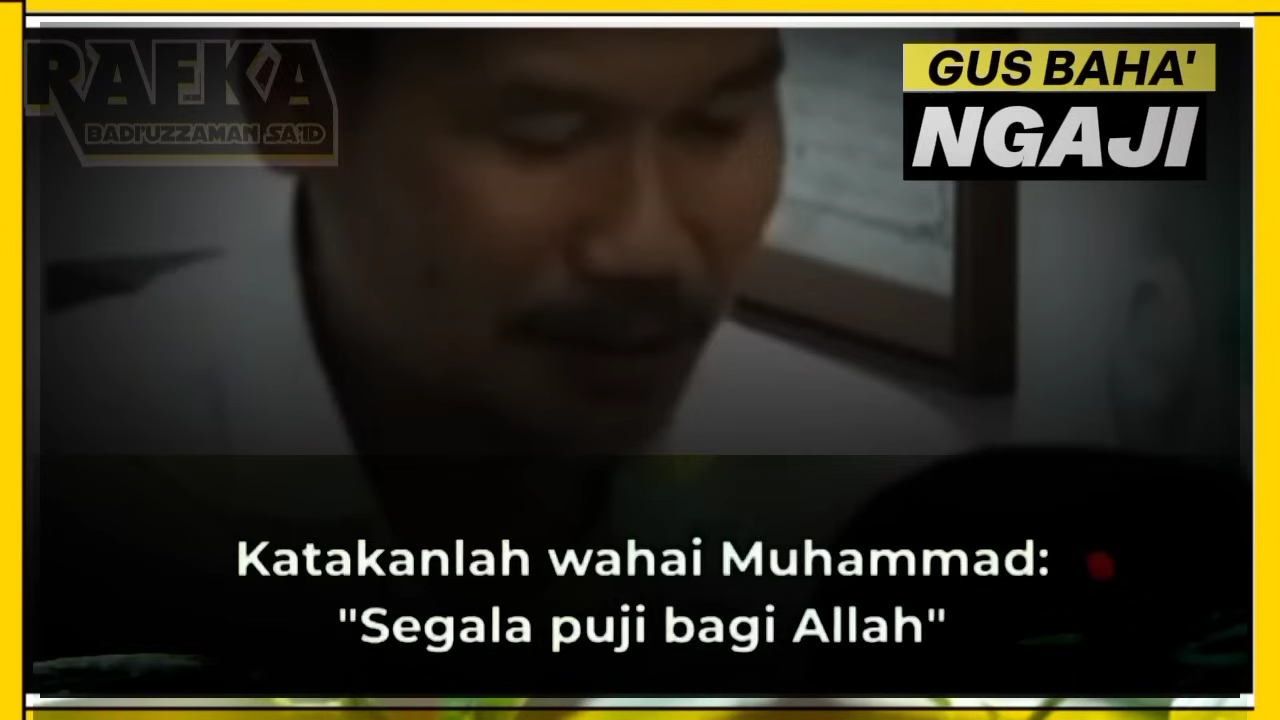 RAFKA
BADI'UZZAMAN SA'ID
GUS BAHA'
NGAJI
Katakanlah wahai Muhammad:
"Segala puji bagi Allah"